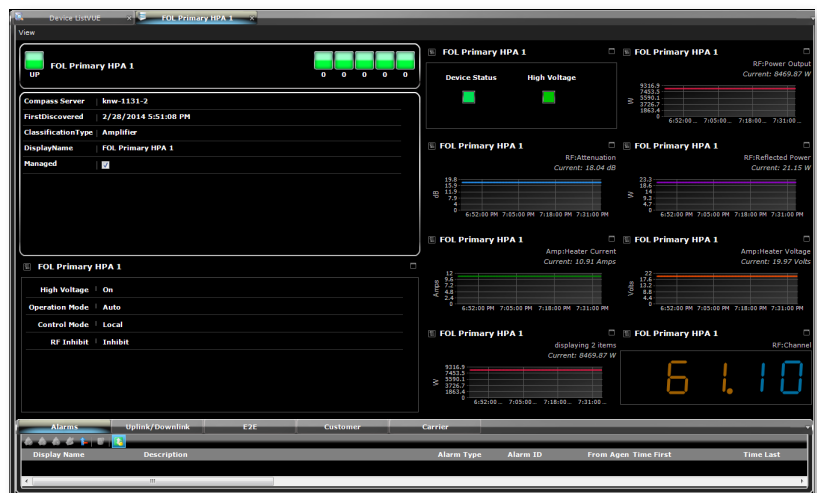 Device ListVUE x FOL Primary HPA 1 x
View
UP FOL Primary HPA 1
0 0 0 0 0
Compass Server knw-1131-2
FirstDiscovered 2/28/2014 5:51:08 PM
ClassificationType Amplifier
DisplayName FOL Primary HPA 1
Managed
FOL Primary HPA 1
High Voltage On
Operation Mode Auto
Control Mode Local
RF Inhibit Inhibit
FOL Primary HPA 1
Device Status High Voltage
FOL Primary HPA 1
RF:Power Output
Current: 8469.87 W
9316.9
7453.5
5590.1
3726.7
1863.4
0
W
6:52:00 ... 7:05:00 ... 7:18:00 ... 7:31:00 ...
FOL Primary HPA 1
RF:Attenuation
Current: 18.04 dB
19.8
15.9
11.9
7.9
4
0
dB
6:52:00 PM 7:05:00 PM 7:18:00 PM 7:31:00 PM
FOL Primary HPA 1
RF:Reflected Power
Current: 21.15 W
23.3
18.6
14
9.3
4.7
0
W
6:52:00 PM 7:05:00 PM 7:18:00 PM 7:31:00 PM
FOL Primary HPA 1
Amp:Heater Current
Current: 10.91 Amps
12
9.6
7.2
4.8
2.4
0
Amps
6:52:00 PM 7:05:00 PM 7:18:00 PM 7:31:00 PM
FOL Primary HPA 1
Amp:Heater Voltage
Current: 19.97 Volts
22
17.6
13.2
8.8
4.4
0
Volts
6:52:00 PM 7:05:00 PM 7:18:00 PM 7:31:00 PM
FOL Primary HPA 1
displaying 2 items
Current: 8469.87 W
9316.9
7453.5
5590.1
3726.7
1863.4
0
W
6:52:00 ... 7:05:00 ... 7:18:00 ... 7:31:00 ...
FOL Primary HPA 1
RF:Channel
61.10
Alarms Uplink/Downlink E2E Customer Carrier
Display Name Description Alarm Type Alarm ID From Agen Time First Time Last